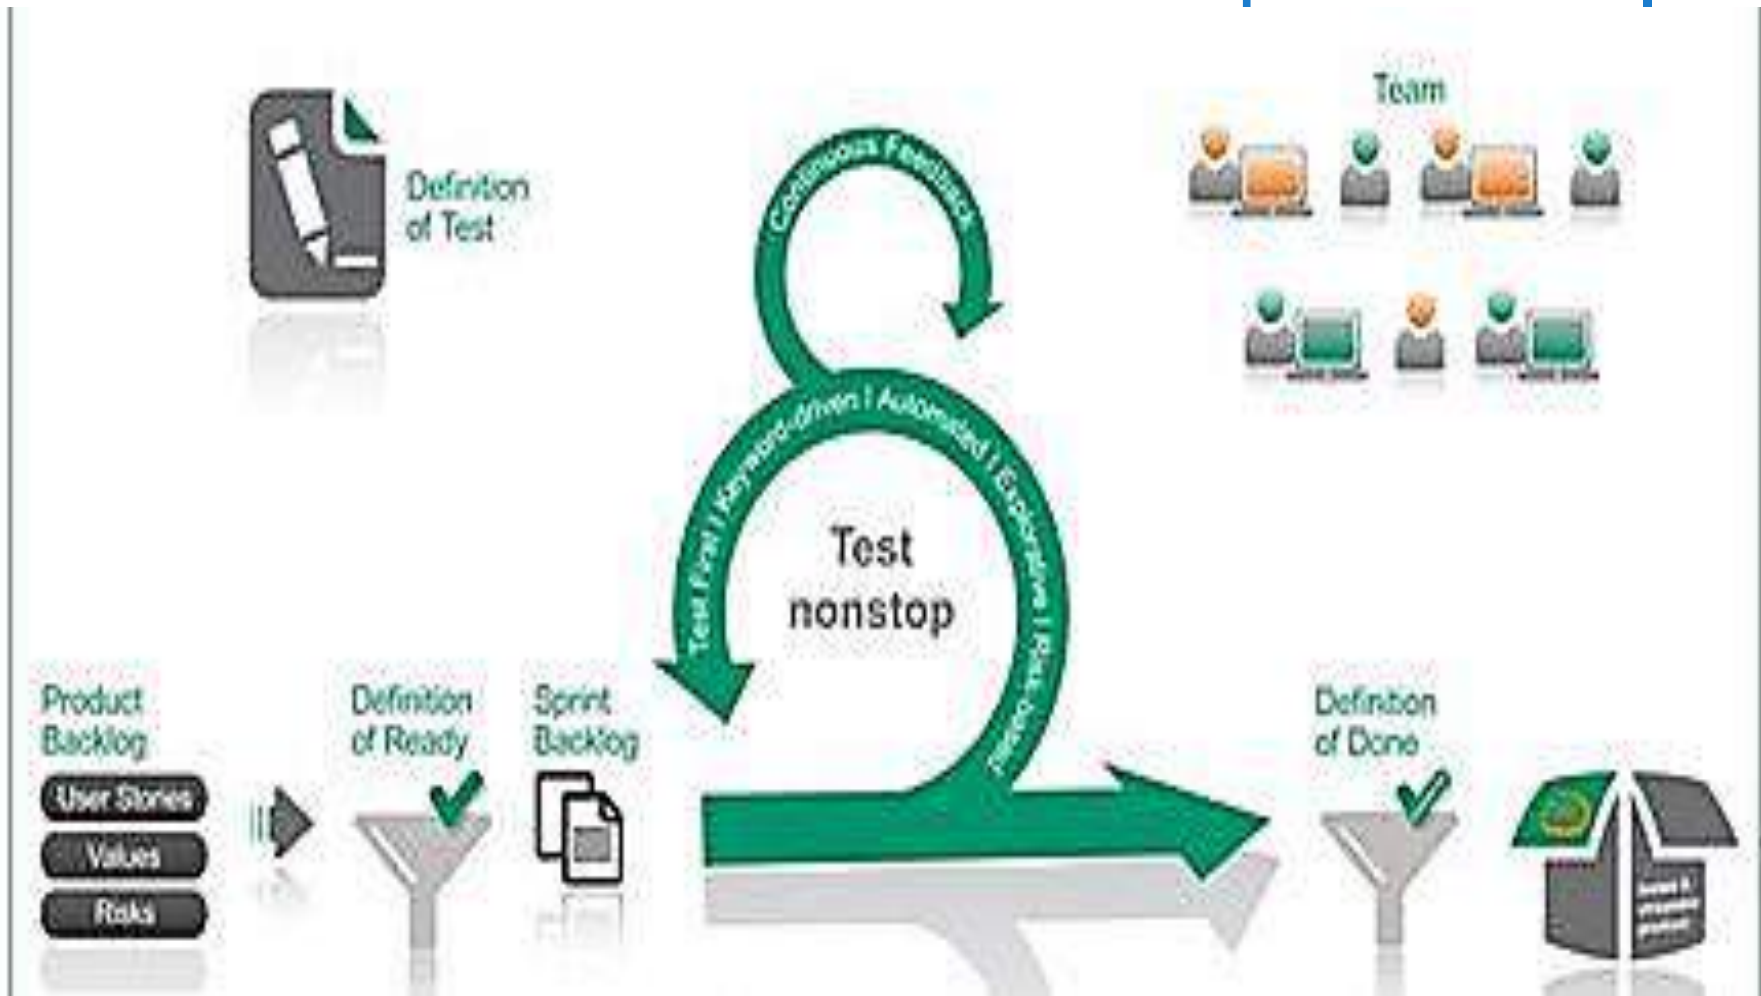 Team
Definition
of Test
Continuous Feedback
Test First | Keyword-driven | Automated | Explorative | Risk-based
Test
nonstop
Product
Backlog
User Stories
Values
Risks
Definition
of Ready
Sprint
Backlog
Definition
of Done